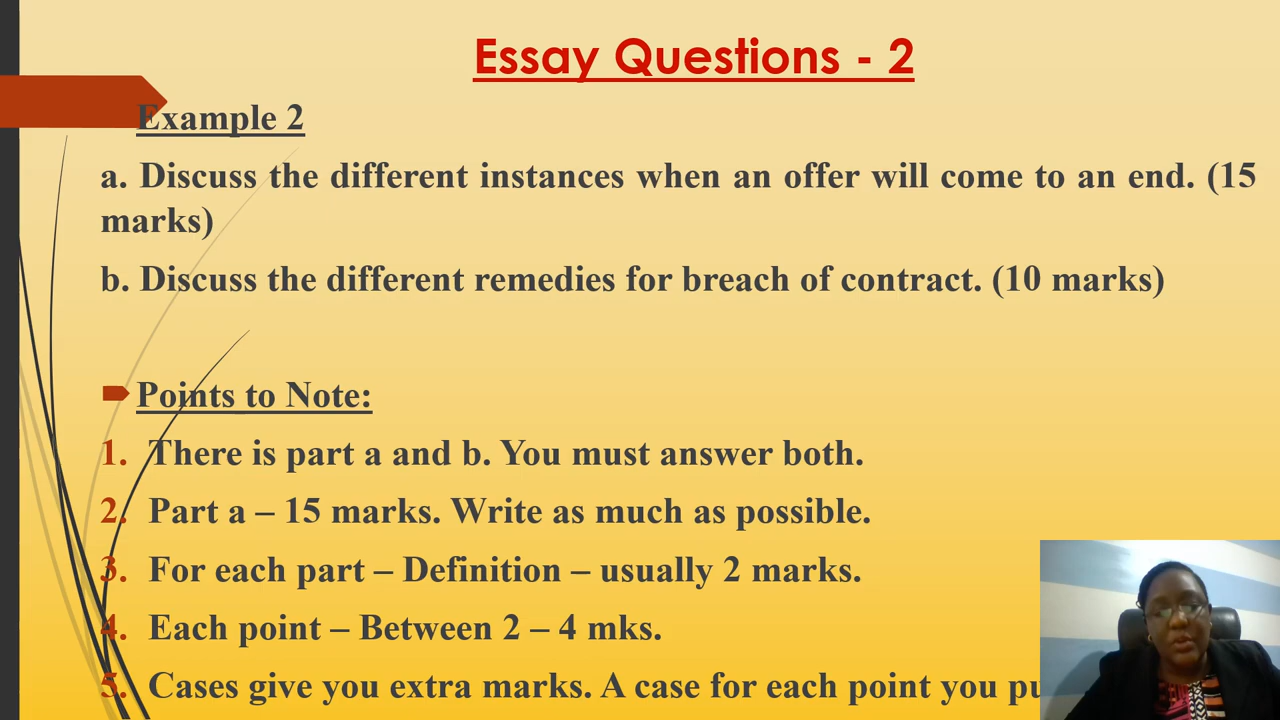 Essay Questions - 2
Example 2
a. Discuss the different instances when an offer will come to an end. (15
marks)
b. Discuss the different remedies for breach of contract. (10 marks)
Points to Note:
1. There is part a and b. You must answer both.
2. Part a – 15 marks. Write as much as possible.
3. For each part – Definition – usually 2 marks.
4. Each point – Between 2 – 4 mks.
5. Cases give you extra marks. A case for each point you